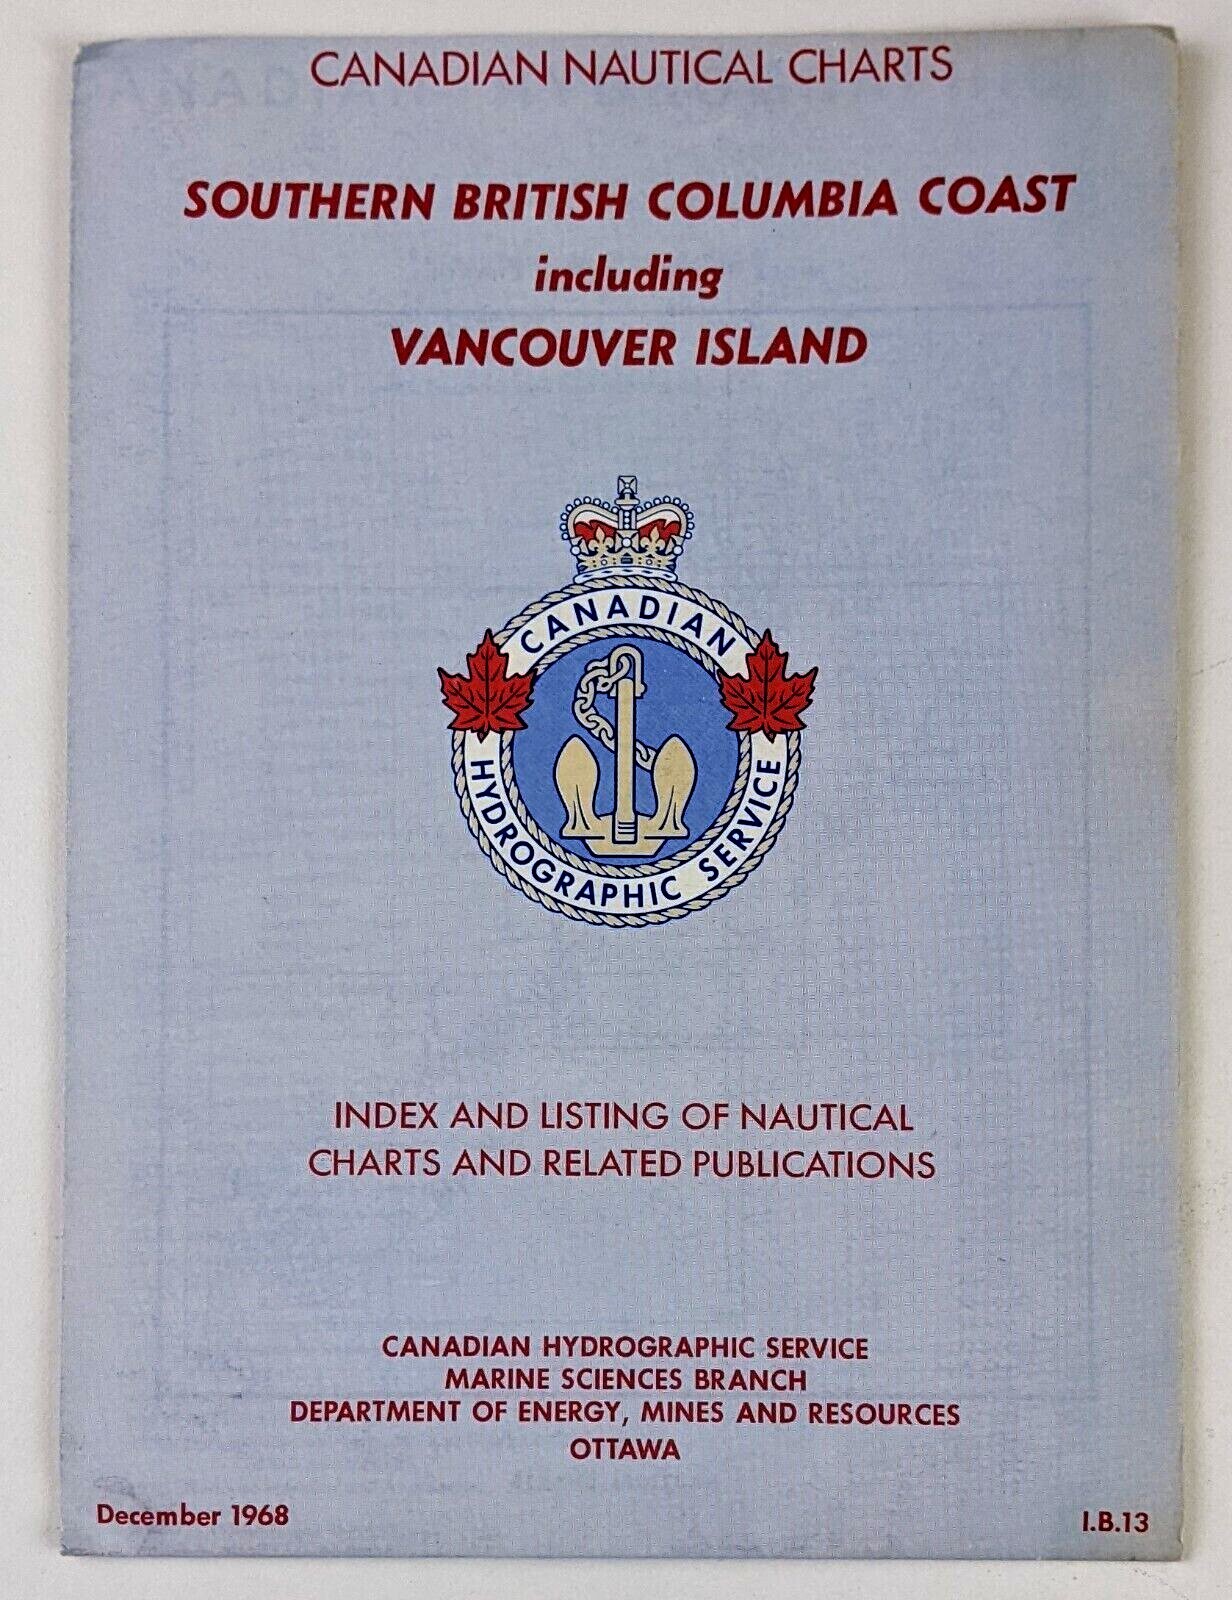 CANADIAN NAUTICAL CHARTS
SOUTHERN BRITISH COLUMBIA COAST
including
VANCOUVER ISLAND
CANADIAN
HYDROGRAPHIC SERVICE
INDEX AND LISTING OF NAUTICAL
CHARTS AND RELATED PUBLICATIONS
CANADIAN HYDROGRAPHIC SERVICE
MARINE SCIENCES BRANCH
DEPARTMENT OF ENERGY, MINES AND RESOURCES
OTTAWA
December 1968
I.B.13